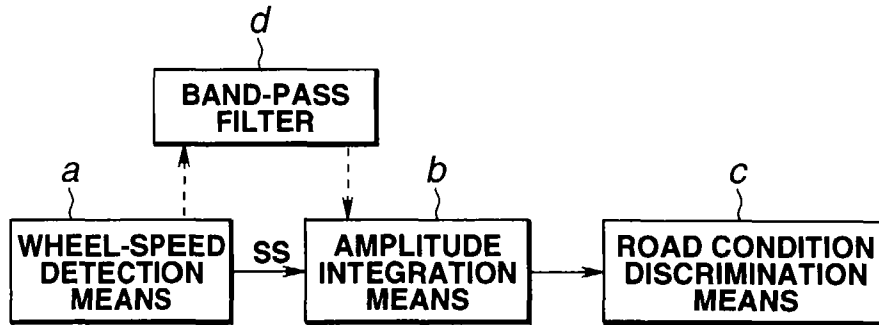 d
BAND-PASS
FILTER
a
b
c
WHEEL-SPEED
DETECTION
MEANS
SS
AMPLITUDE
INTEGRATION
MEANS
ROAD CONDITION
DISCRIMINATION
MEANS